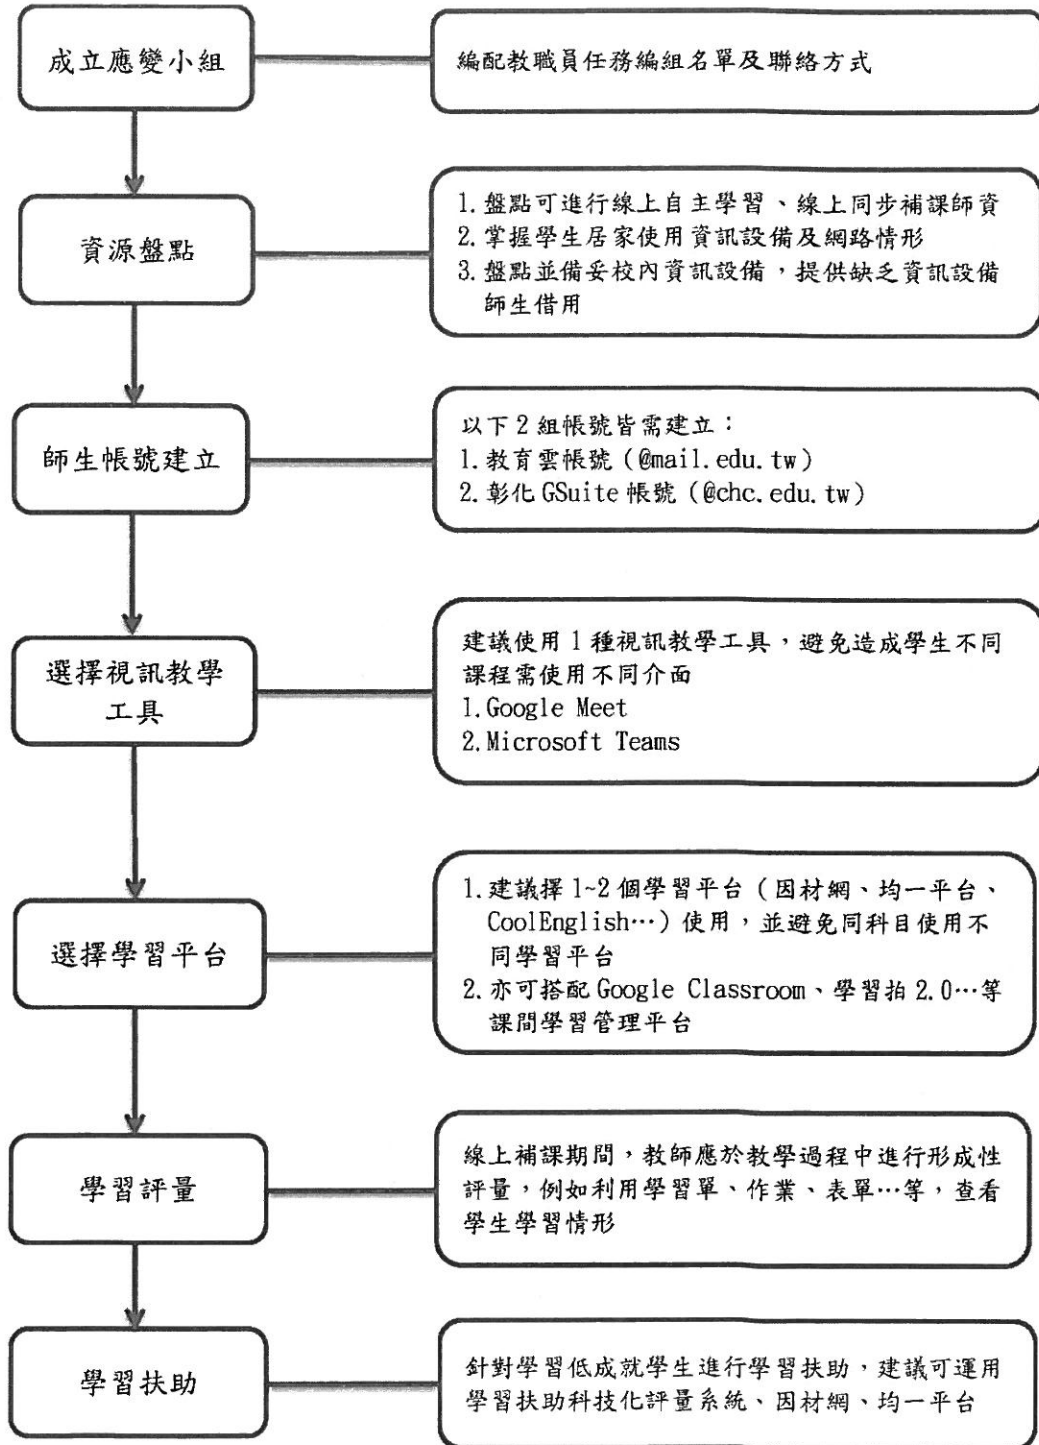 成立應變小組
編配教職員任務編組名單及聯絡方式
資源盤點
1.盤點可進行線上自主學習、線上同步補課師資
2.掌握學生居家使用資訊設備及網路情形
3.盤點並備妥校內資訊設備，提供缺乏資訊設備
師生借用
師生帳號建立
以下2組帳號皆需建立：
1.教育雲帳號（@mail.edu.tw）
2.彰化GSuite帳號（@chc.edu.tw）
選擇視訊教學
工具
建議使用1種視訊教學工具，避免造成學生不同
課程需使用不同介面
1.Google Meet
2.Microsoft Teams
選擇學習平台
1.建議擇1~2個學習平台（因材網、均一平台、
CoolEnglish…）使用，並避免同科目使用不
同學習平台
2.亦可搭配Google Classroom、學習拍2.0…等
課間學習管理平台
學習評量
線上補課期間，教師應於教學過程中進行形成性
評量，例如利用學習單、作業、表單…等，查看
學生學習情形
學習扶助
針對學習低成就學生進行學習扶助，建議可運用
學習扶助科技化評量系統、因材網、均一平台